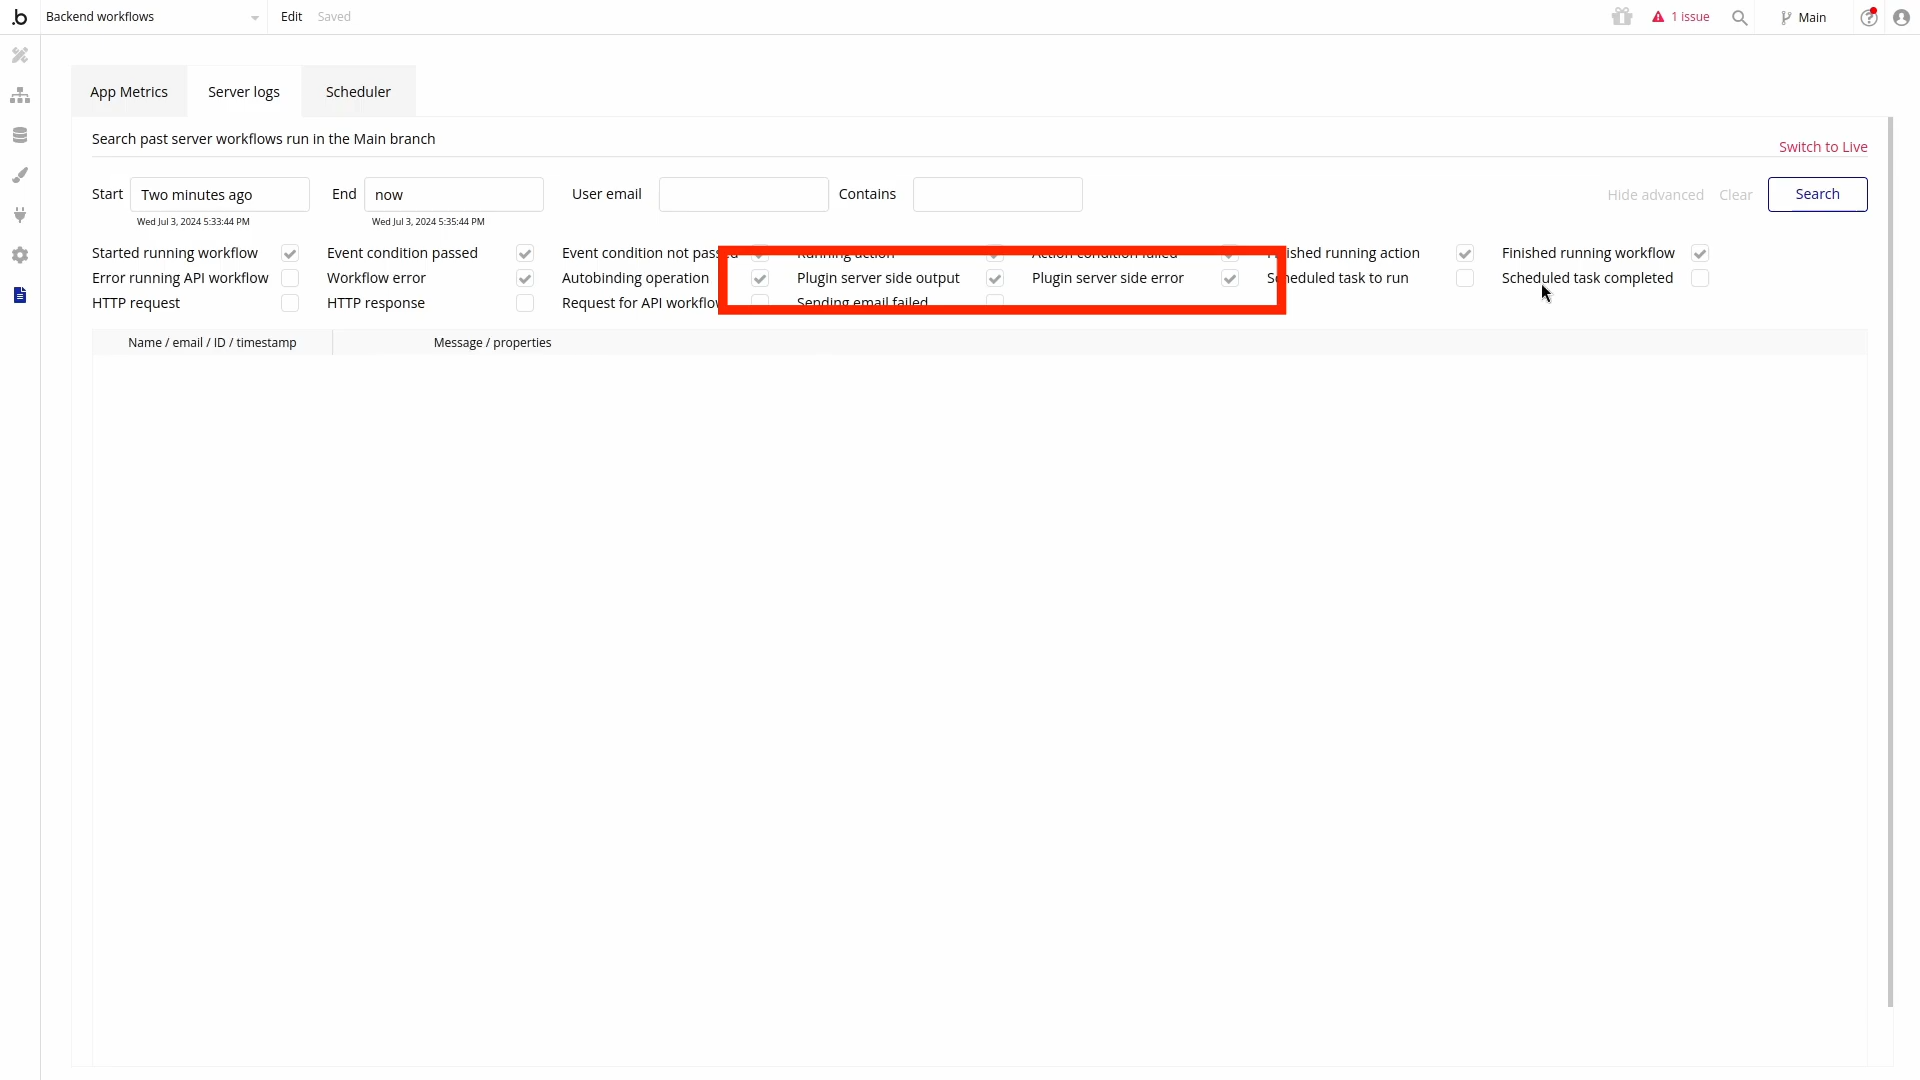 .b Backend workflows Edit Saved 1 issue Main
App Metrics Server logs Scheduler
Search past server workflows run in the Main branch
Switch to Live
Start Two minutes ago End now User email Contains Hide advanced Clear Search
Wed Jul 3, 2024 5:33:44 PM Wed Jul 3, 2024 5:35:44 PM
Started running workflow Event condition passed Event condition not passed Running action Action condition failed Finished running action Finished running workflow
Error running API workflow Workflow error Autobinding operation Plugin server side output Plugin server side error Scheduled task to run Scheduled task completed
HTTP request HTTP response Request for API workflow Sending email failed
Name / email / ID / timestamp Message / properties